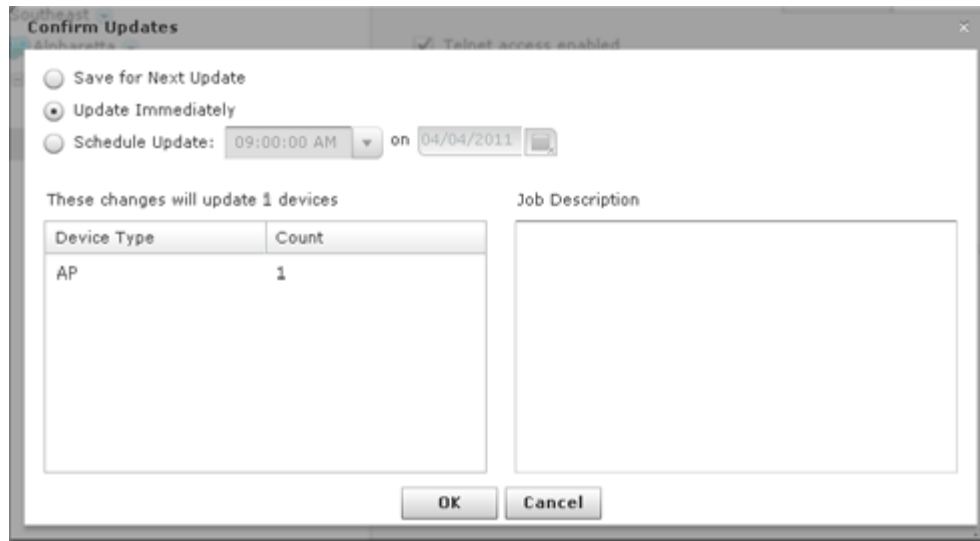 Southeast
Confirm Updates
Alpharetta
Telnet access enabled
Save for Next Update
Update Immediately
Schedule Update: 09:00:00 AM on 04/04/2011
These changes will update 1 devices
Job Description
Device Type Count
AP 1
OK Cancel